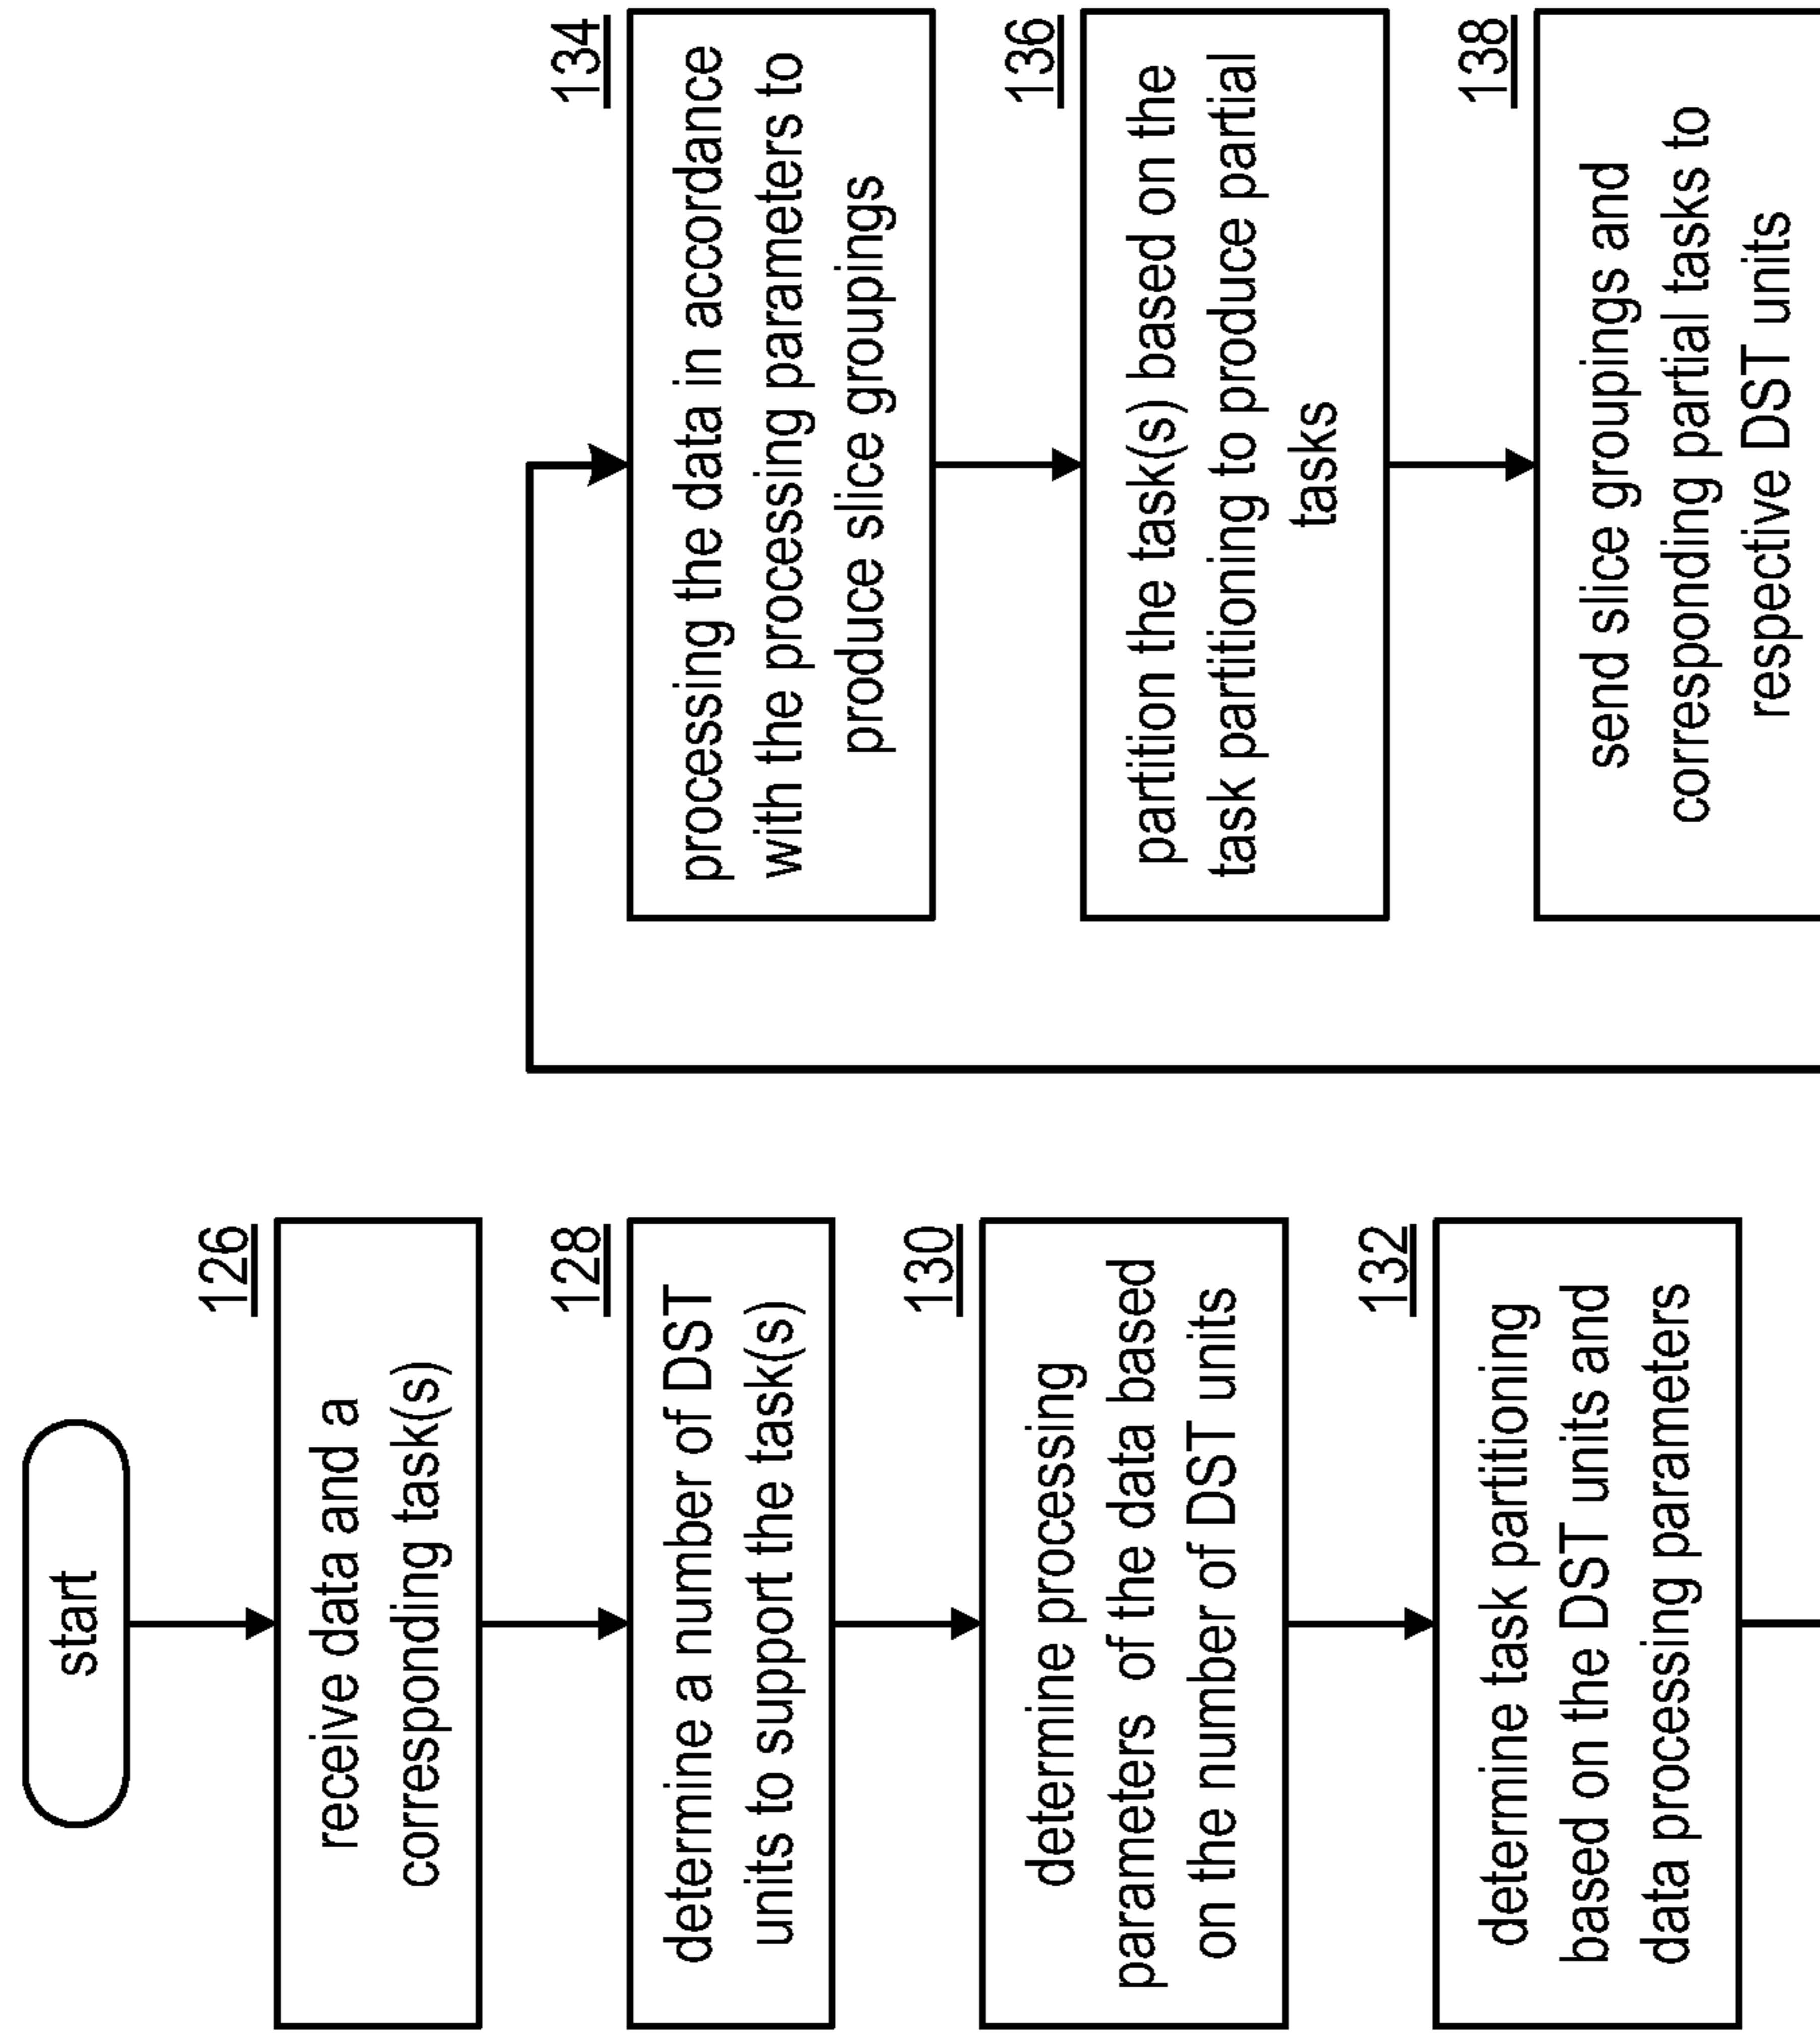 start
126
receive data and a
corresponding task(s)
128
determine a number of DST
units to support the task(s)
130
determine processing
parameters of the data based
on the number of DST units
132
determine task partitioning
based on the DST units and
data processing parameters
134
processing the data in accordance
with the processing parameters to
produce slice groupings
136
partition the task(s) based on the
task partitioning to produce partial
tasks
138
send slice groupings and
corresponding partial tasks to
respective DST units